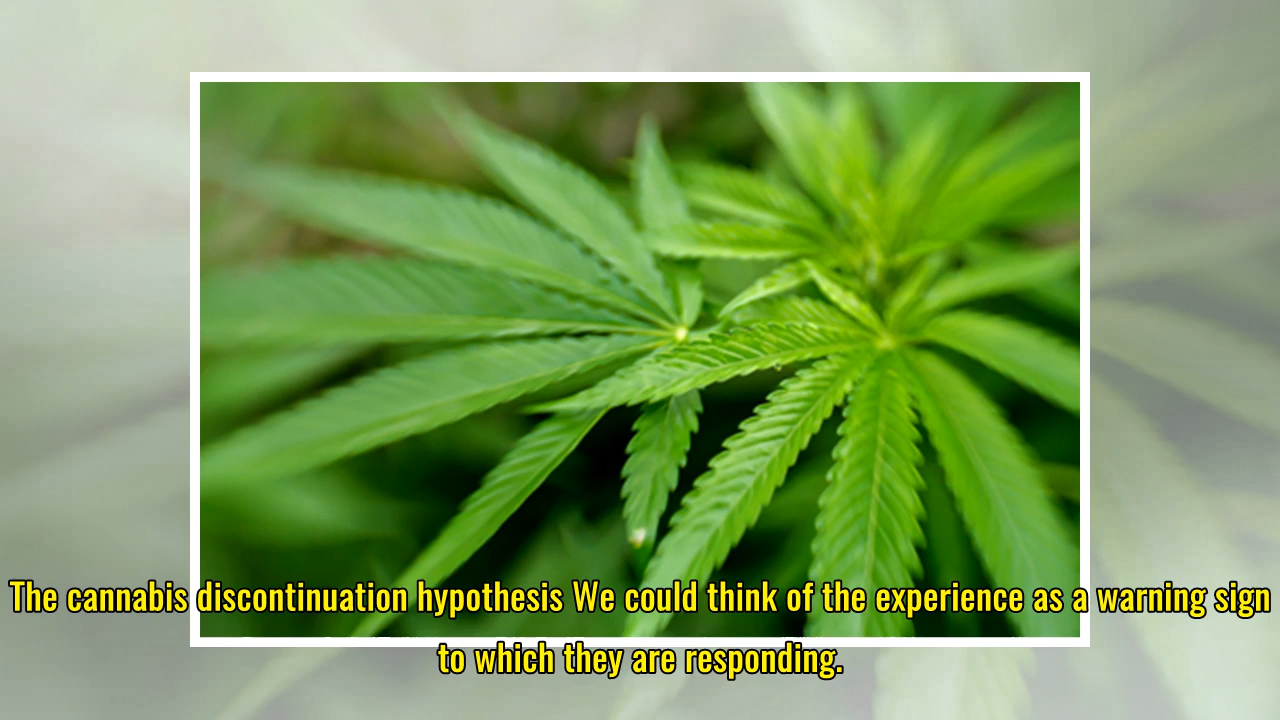 The cannabis discontinuation hypothesis We could think of the experience as a warning sign
to which they are responding.